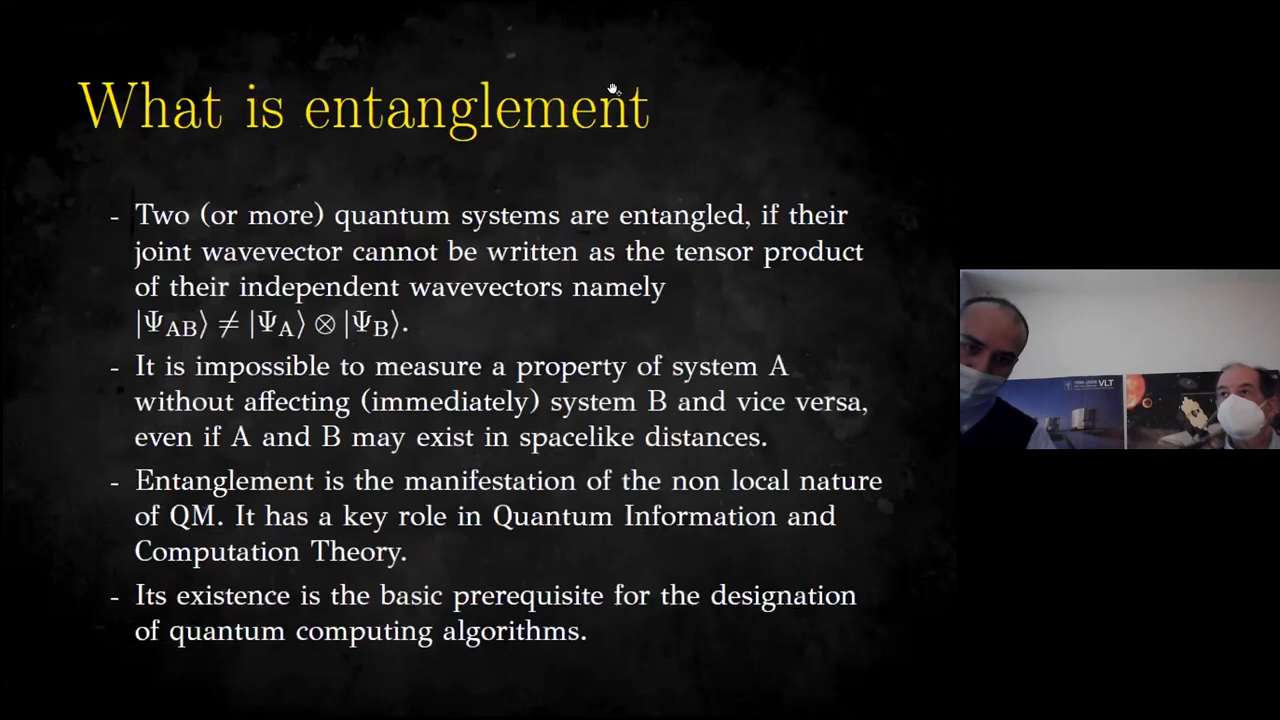 What is entanglement
- Two (or more) quantum systems are entangled, if their
joint wavevector cannot be written as the tensor product
of their independent wavevectors namely
|Ψ_AB⟩ ≠ |Ψ_A⟩ ⊗ |Ψ_B⟩.
- It is impossible to measure a property of system A
without affecting (immediately) system B and vice versa,
even if A and B may exist in spacelike distances.
- Entanglement is the manifestation of the non local nature
of QM. It has a key role in Quantum Information and
Computation Theory.
- Its existence is the basic prerequisite for the designation
of quantum computing algorithms.
VLT